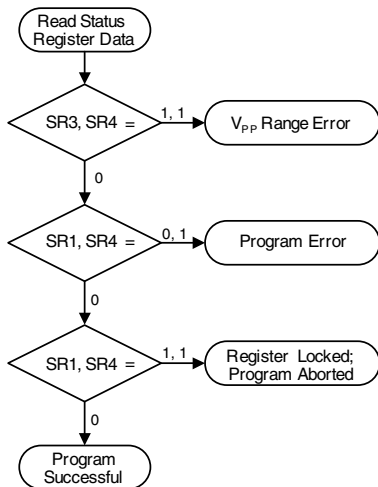 Read Status
Register Data
SR3, SR4 =
1, 1
V_PP Range Error
0
SR1, SR4 =
0, 1
Program Error
0
SR1, SR4 =
1, 1
Register Locked;
Program Aborted
0
Program
Successful